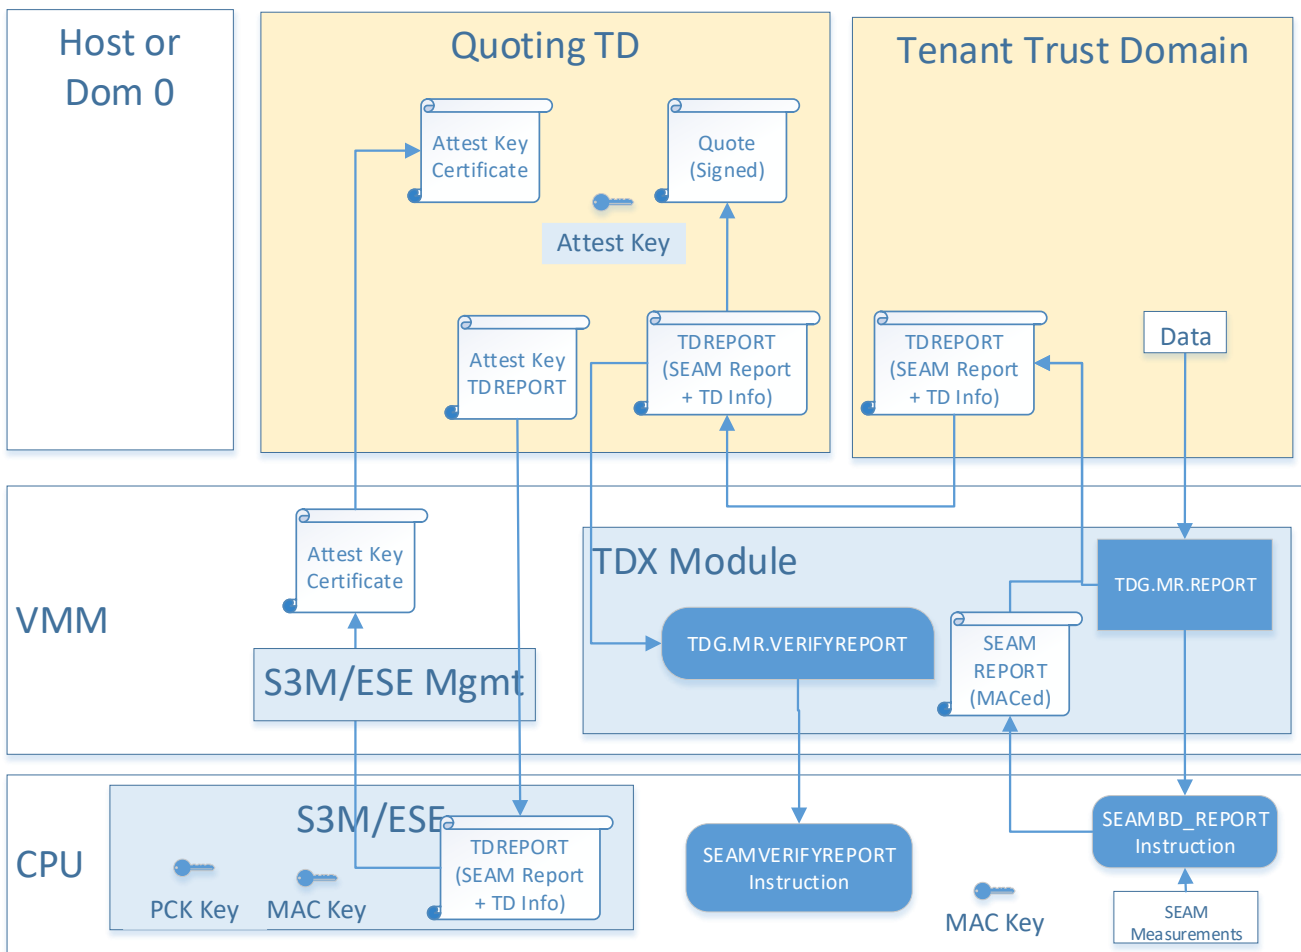 Host or
Dom 0
Quoting TD
Tenant Trust Domain
Attest Key
Certificate
Quote
(Signed)
Attest Key
Attest Key
TDREPORT
TDREPORT
(SEAM Report
+ TD Info)
TDREPORT
(SEAM Report
+ TD Info)
Data
VMM
Attest Key
Certificate
S3M/ESE Mgmt
TDX Module
TDG.MR.VERIFYREPORT
SEAM
REPORT
(MACed)
TDG.MR.REPORT
CPU
S3M/ESE
PCK Key
MAC Key
TDREPORT
(SEAM Report
+ TD Info)
SEAMVERIFYREPORT
Instruction
MAC Key
SEAMBD_REPORT
Instruction
SEAM
Measurements